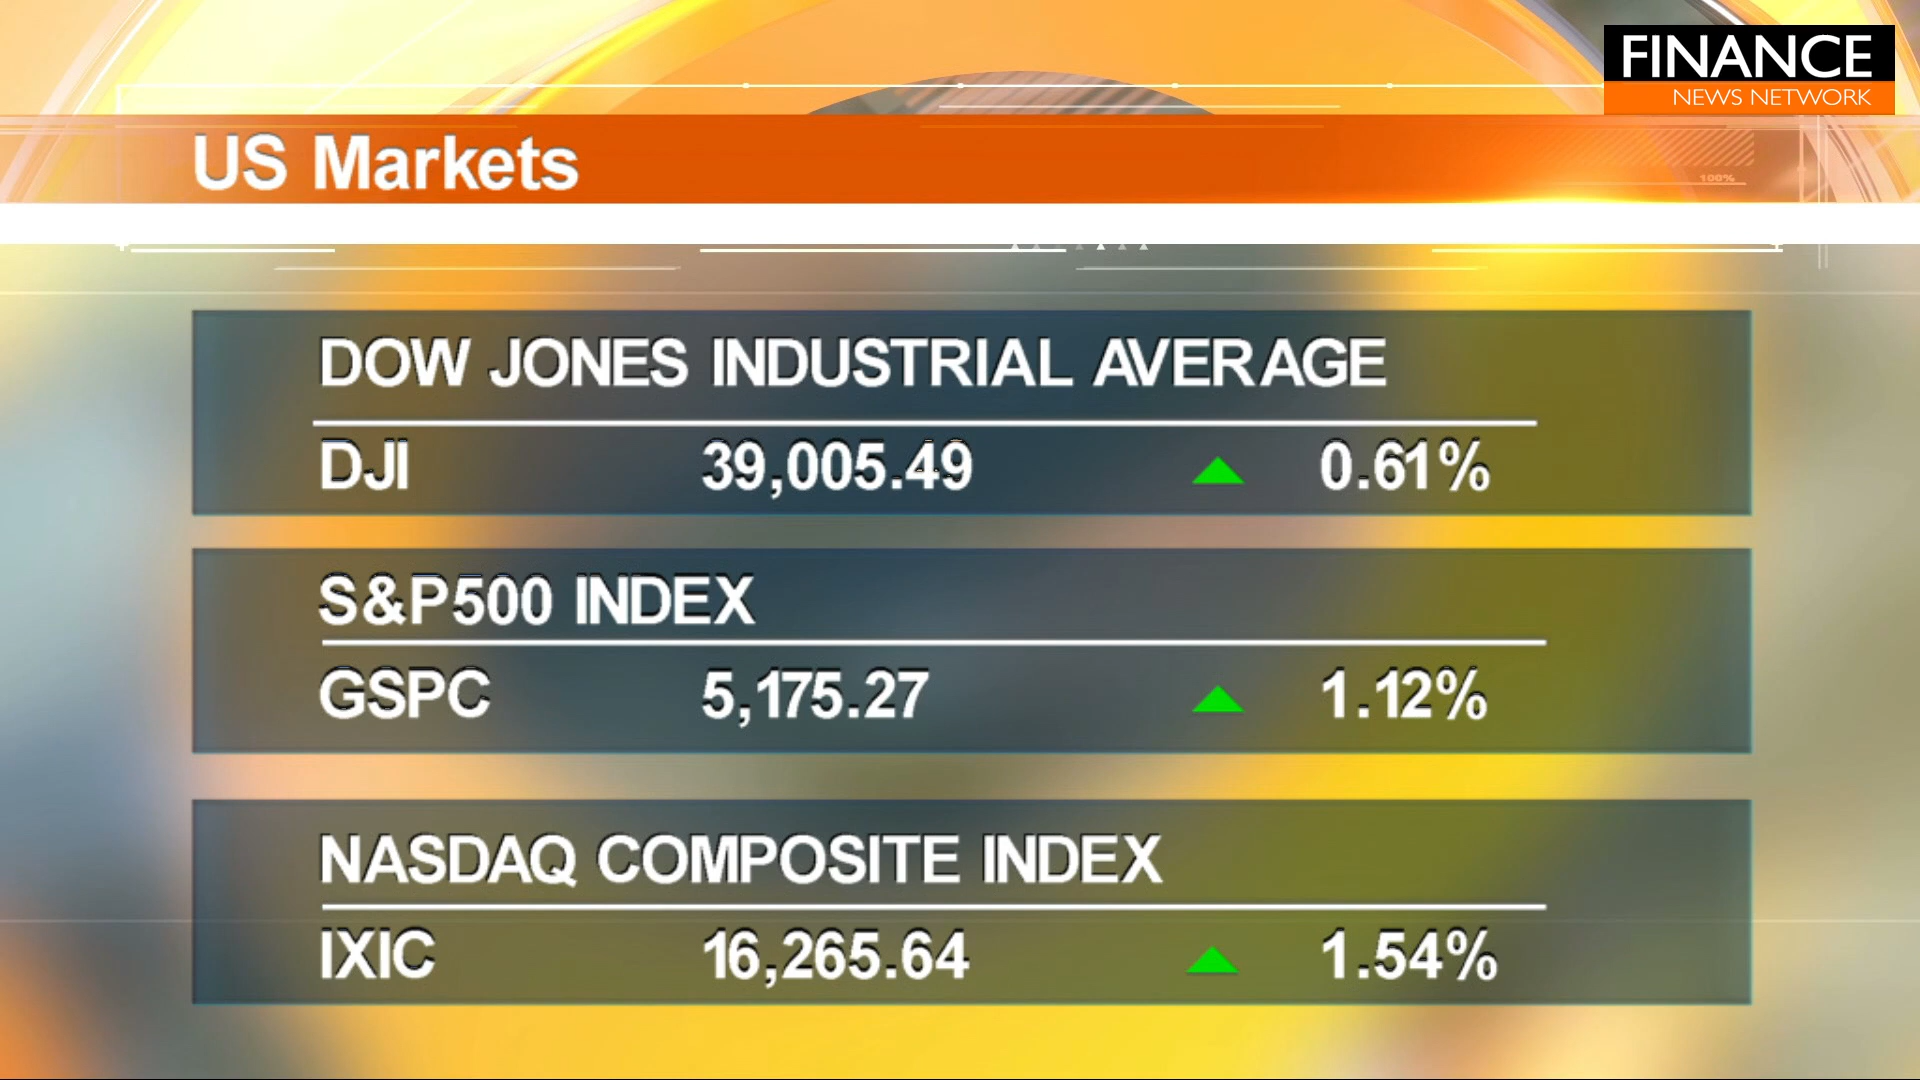 FINANCE
NEWS NETWORK
US Markets
100%
DOW JONES INDUSTRIAL AVERAGE
DJI 39,005.49 0.61%
S&P500 INDEX
GSPC 5,175.27 1.12%
NASDAQ COMPOSITE INDEX
IXIC 16,265.64 1.54%